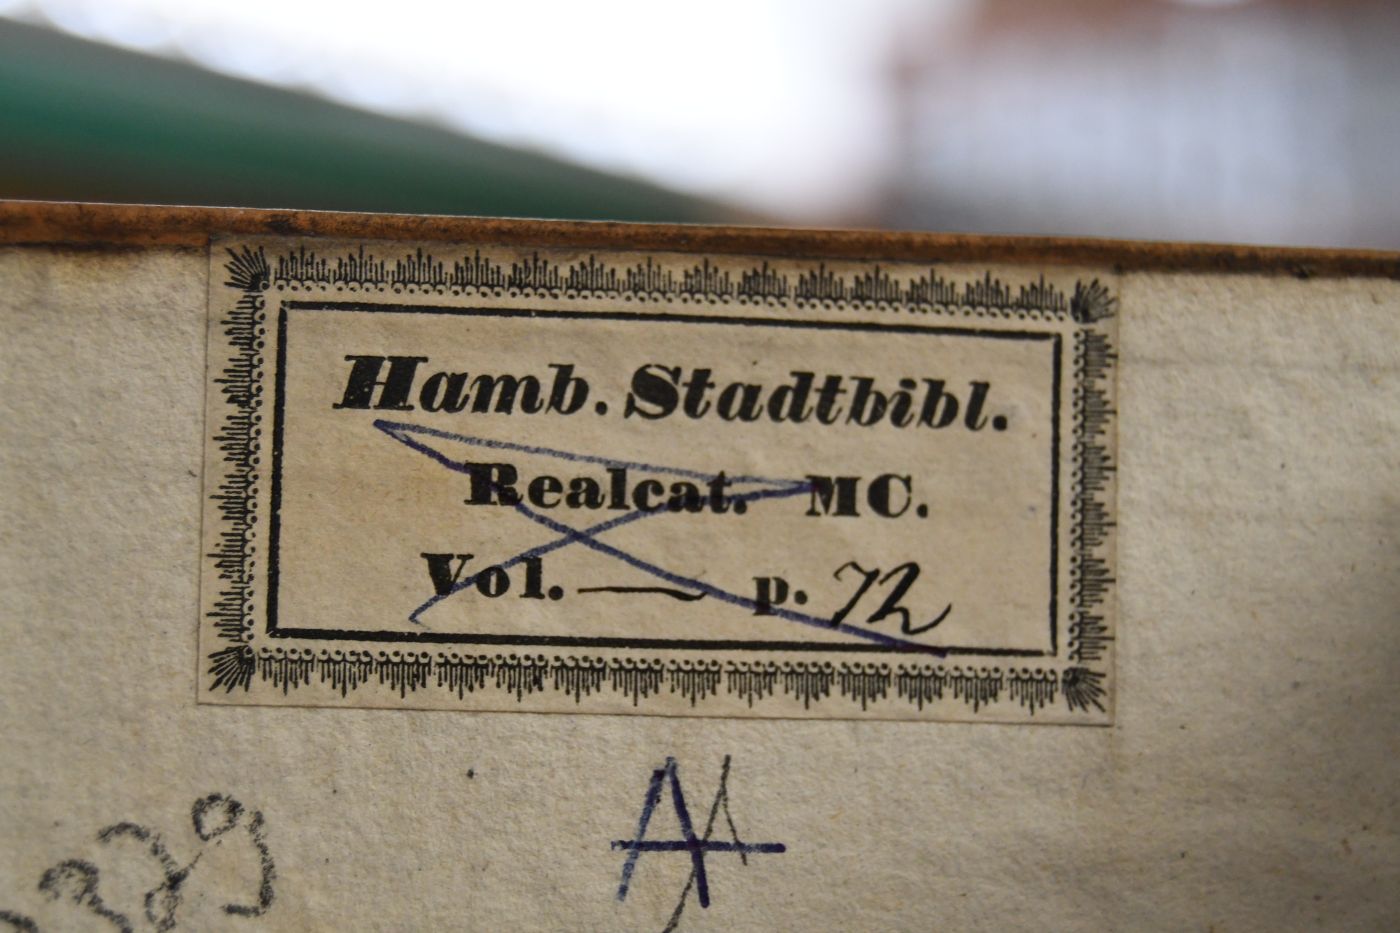 Hamb. Stadtbibl.
Realcat. MC.
Vol. — p. 72
A